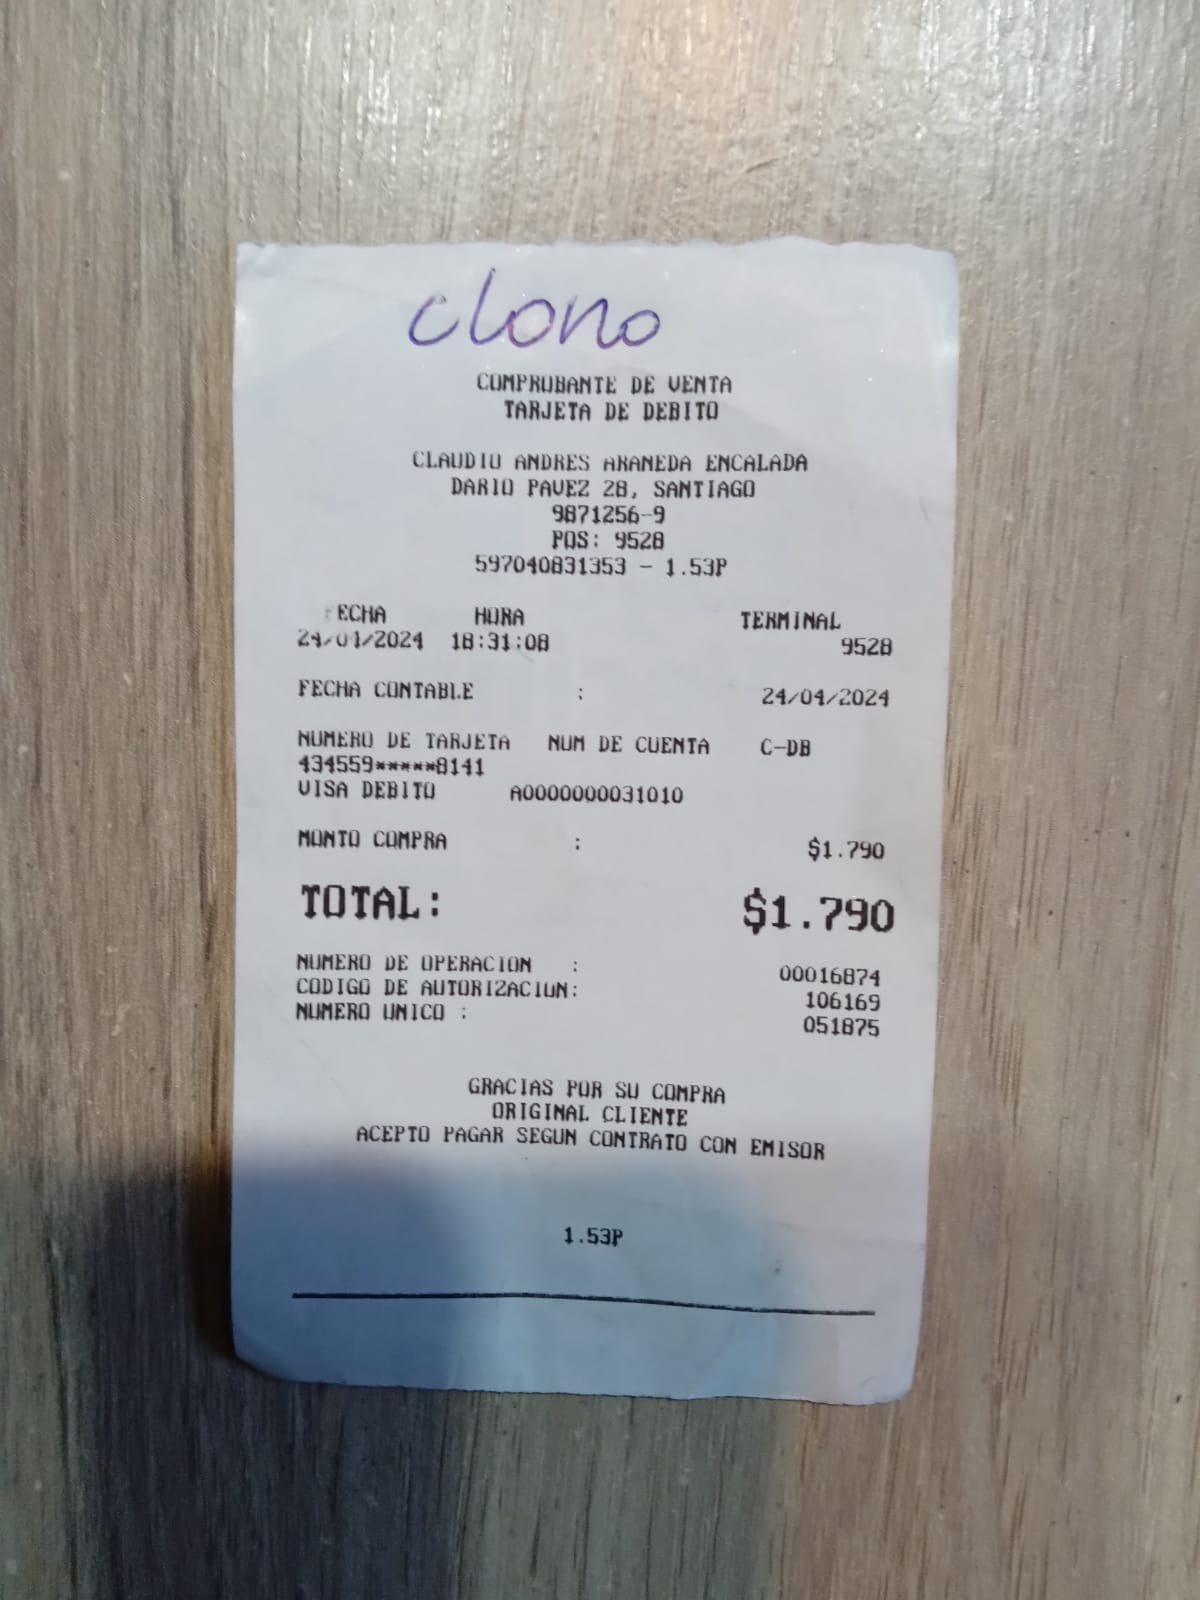 clono
COMPROBANTE DE VENTA
TARJETA DE DEBITO
CLAUDIO ANDRES ARANEDA ENCALADA
DARIO PAVEZ 28, SANTIAGO
9871256-9
POS: 9528
597040831353 - 1.53P
FECHA HORA TERMINAL
24/04/2024 18:31:08 9528
FECHA CONTABLE : 24/04/2024
NUMERO DE TARJETA NUM DE CUENTA C-DB
434559*****8141
VISA DEBITO A0000000031010
MONTO COMPRA : $1.790
TOTAL: $1.790
NUMERO DE OPERACION : 00016874
CODIGO DE AUTORIZACION: 106169
NUMERO UNICO : 051875
GRACIAS POR SU COMPRA
ORIGINAL CLIENTE
ACEPTO PAGAR SEGUN CONTRATO CON EMISOR
1.53P